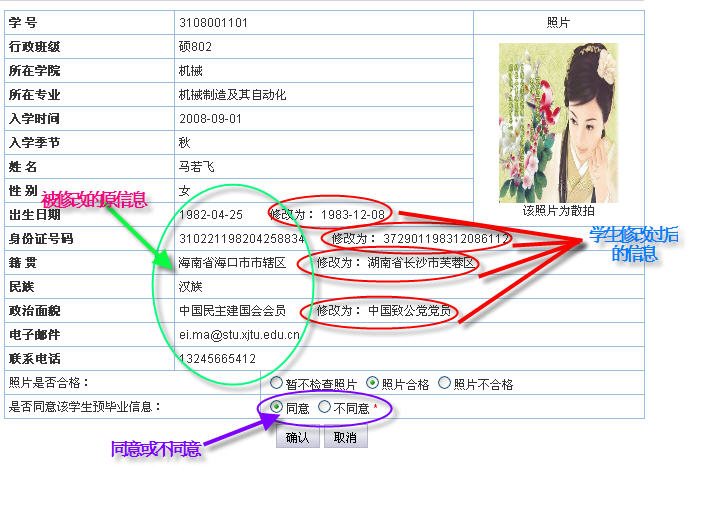 学 号 3108001101 照片
行政班级 硕802
所在学院 机械
所在专业 机械制造及其自动化
入学时间 2008-09-01
入学季节 秋
姓 名 马若飞
性 别 女
该照片为散拍
被修改的原信息
出生日期 1982-04-25 修改为： 1983-12-08
身份证号码 310221198204258834 修改为： 372901198312086112
学生修改过后
的信息
籍 贯 海南省海口市市辖区 修改为： 湖南省长沙市芙蓉区
民族 汉族
政治面貌 中国民主建国会会员 修改为： 中国致公党党员
电子邮件 ei.ma@stu.xjtu.edu.cn
联系电话 13245665412
照片是否合格： 暂不检查照片 照片合格 照片不合格
是否同意该学生预毕业信息： 同意 不同意 *
确认 取消
同意或不同意